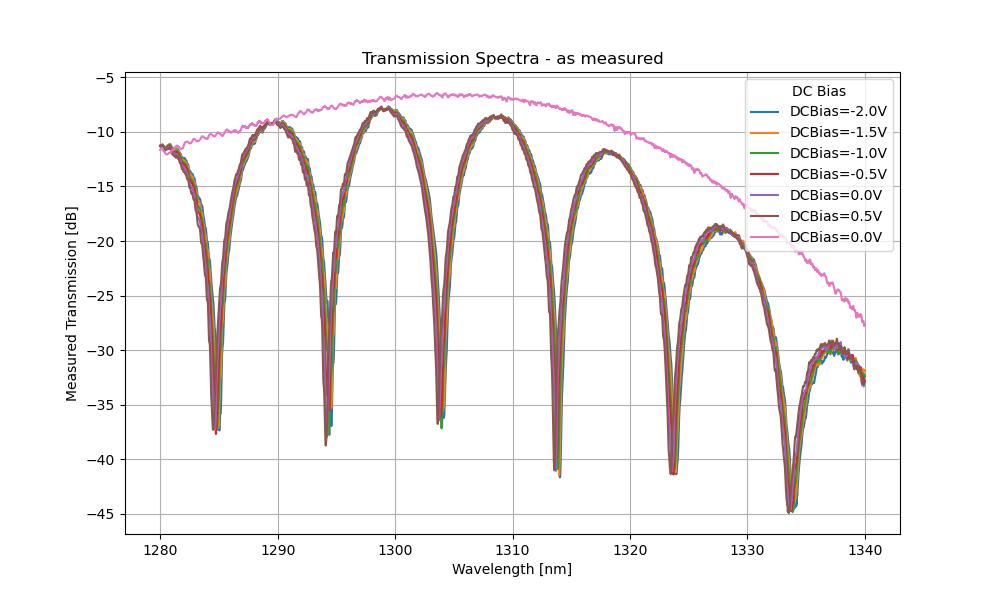 Transmission Spectra - as measured
Measured Transmission [dB]
−5
−10
−15
−20
−25
−30
−35
−40
−45
DC Bias
DCBias=-2.0V
DCBias=-1.5V
DCBias=-1.0V
DCBias=-0.5V
DCBias=0.0V
DCBias=0.5V
DCBias=0.0V
1280 1290 1300 1310 1320 1330 1340
Wavelength [nm]